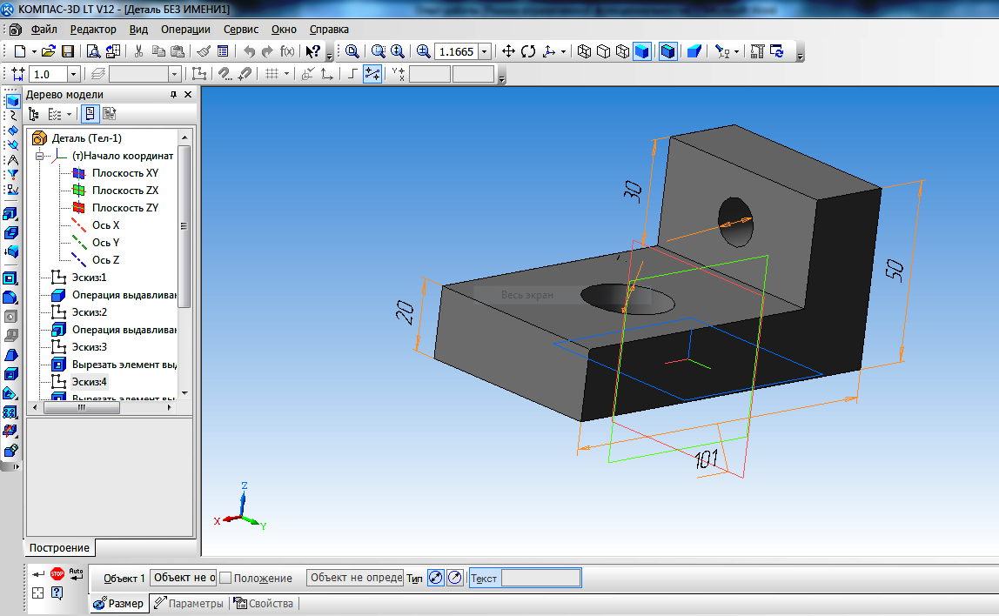 КОМПАС-3D LT V12 - [Деталь БЕЗ ИМЕНИ1]
Файл Редактор Вид Операции Сервис Окно Справка
f(x) 1.1665
1.0
Дерево модели
Деталь (Тел-1)
(т)Начало координат
Плоскость XY
Плоскость ZX
Плоскость ZY
Ось X
Ось Y
Ось Z
Эскиз:1
Операция выдавливан
Эскиз:2
Операция выдавливан
Эскиз:3
Вырезать элемент выд
Эскиз:4
Вырезать элемент выд
Построение
30
50
20
Весь экран
101
Z
X
Y
STOP Auto
Объект 1 Объект не о Положение Объект не опреде Тип Текст
Размер Параметры Свойства